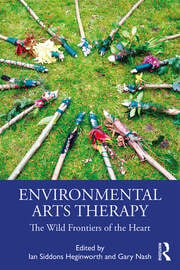 ENVIRONMENTAL
ARTS THERAPY
The Wild Frontiers of the Heart
Edited by
Ian Siddons Heginworth and Gary Nash